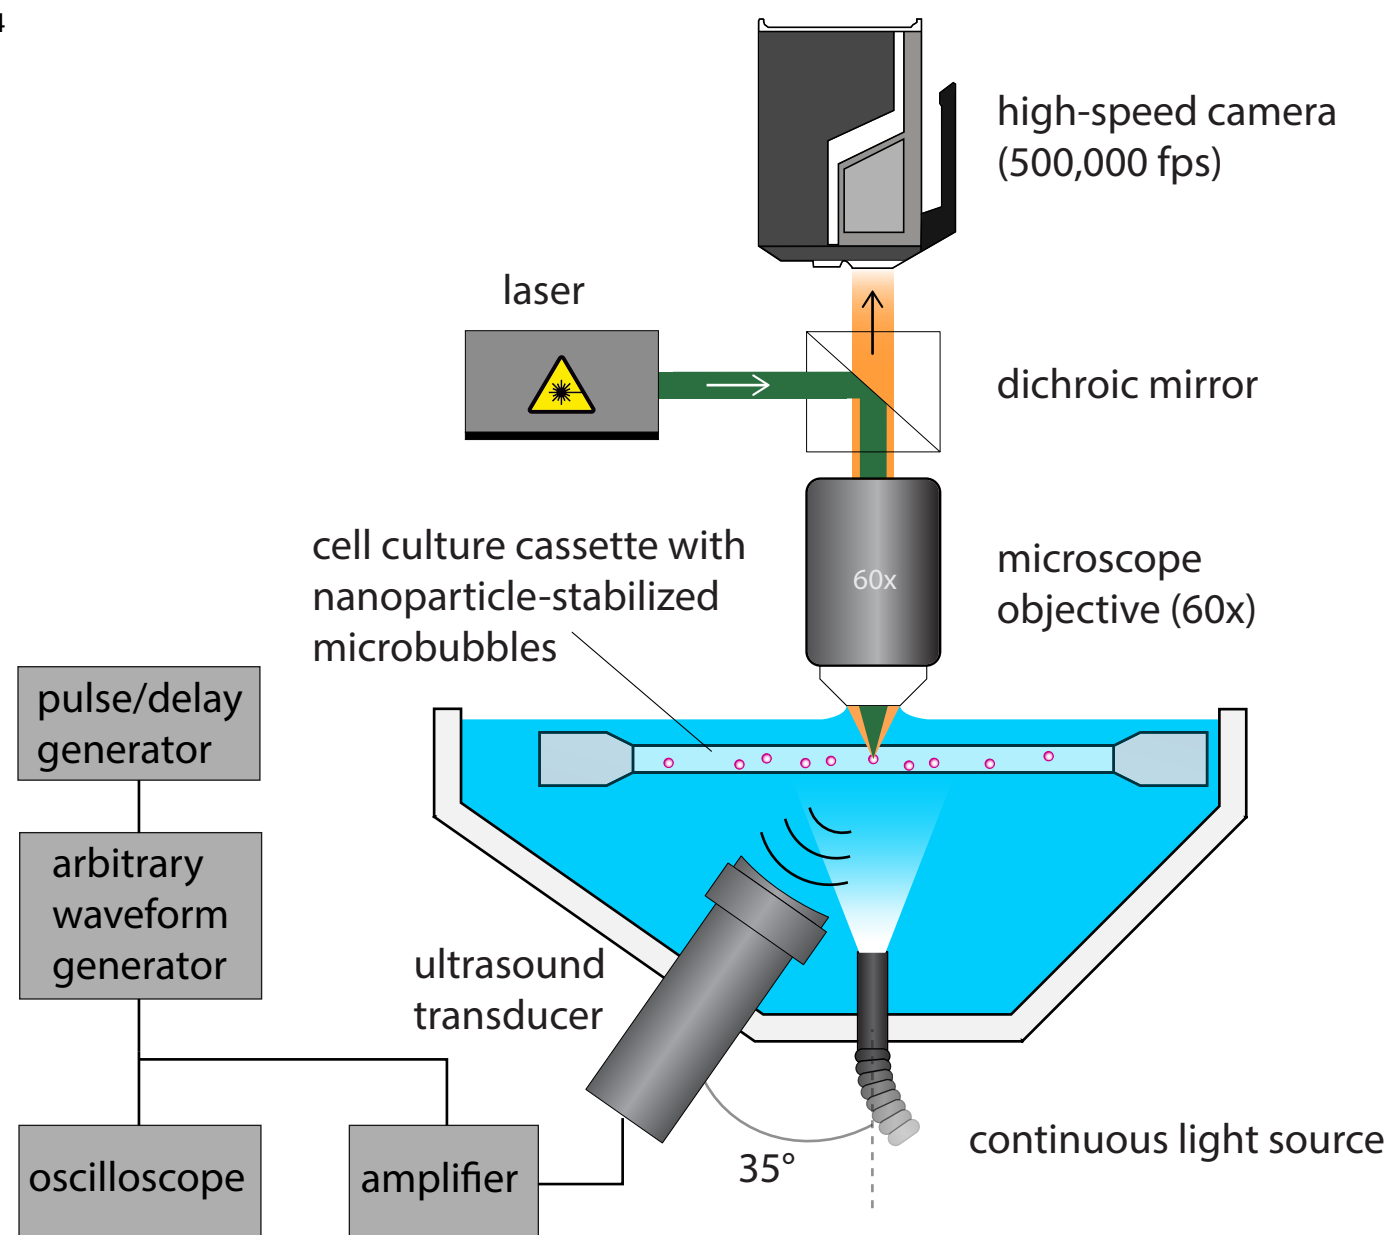 4
high-speed camera
(500,000 fps)
laser
dichroic mirror
cell culture cassette with
nanoparticle-stabilized
microbubbles
60x
microscope
objective (60x)
pulse/delay
generator
arbitrary
waveform
generator
ultrasound
transducer
oscilloscope
amplifier
35°
continuous light source